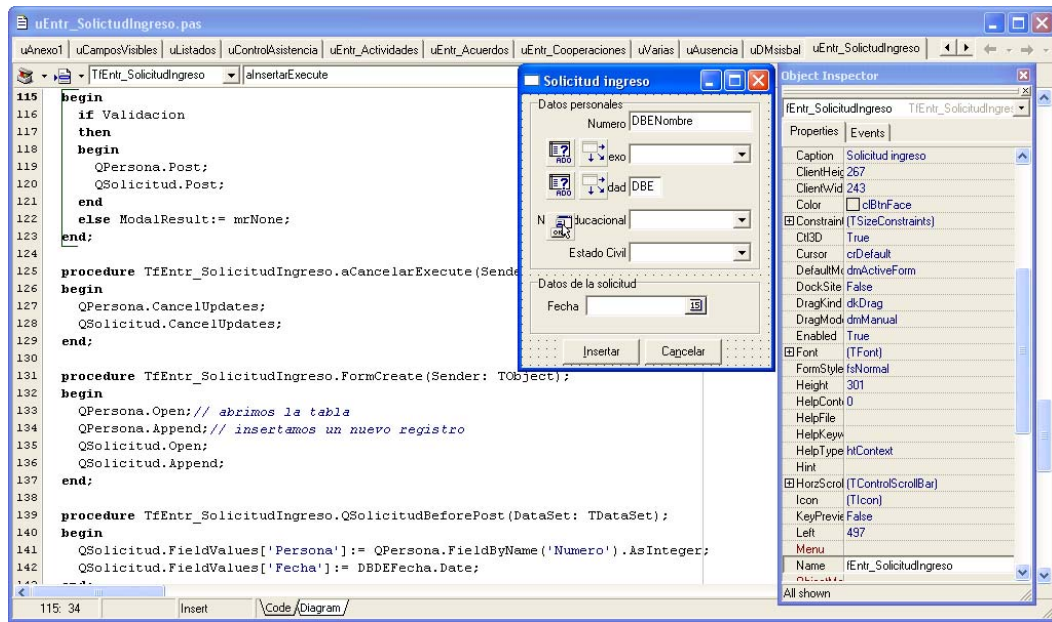 uEntr_SolictudIngreso.pas
uAnexo1 uCamposVisibles uListados uControlAsistencia uEntr_Actividades uEntr_Acuerdos uEntr_Cooperaciones uVarias uAusencia uDMsisbal uEntr_SolictudIngreso
TfEntr_SolicitudIngreso aInsertarExecute
115 begin
116 if Validacion
117 then
118 begin
119 QPersona.Post;
120 QSolicitud.Post;
121 end
122 else ModalResult:= mrNone;
123 end;
124
125 procedure TfEntr_SolicitudIngreso.aCancelarExecute(Sende
126 begin
127 QPersona.CancelUpdates;
128 QSolicitud.CancelUpdates;
129 end;
130
131 procedure TfEntr_SolicitudIngreso.FormCreate(Sender: TObject);
132 begin
133 QPersona.Open;// abrimos la tabla
134 QPersona.Append;// insertamos un nuevo registro
135 QSolicitud.Open;
136 QSolicitud.Append;
137 end;
138
139 procedure TfEntr_SolicitudIngreso.QSolicitudBeforePost(DataSet: TDataSet);
140 begin
141 QSolicitud.FieldValues['Persona']:= QPersona.FieldByName('Numero').AsInteger;
142 QSolicitud.FieldValues['Fecha']:= DBDEFecha.Date;
115: 34 Insert Code Diagram
Solicitud ingreso
Datos personales
Numero DBENombre
ADO exo
ADO dad DBE
N ducacional
Estado Civil
Datos de la solicitud
Fecha 15
Insertar Cancelar
Object Inspector
fEntr_SolicitudIngreso TfEntr_SolicitudIngre
Properties Events
Caption Solicitud ingreso
ClientHeig 267
ClientWid 243
Color clBtnFace
Constraint (TSizeConstraints)
Ctl3D True
Cursor crDefault
DefaultMo dmActiveForm
DockSite False
DragKind dkDrag
DragMod dmManual
Enabled True
Font (TFont)
FormStyle fsNormal
Height 301
HelpConte 0
HelpFile
HelpKeyw
HelpType htContext
Hint
HorzScrol (TControlScrollBar)
Icon (TIcon)
KeyPrevie False
Left 497
Menu
Name fEntr_SolicitudIngreso
All shown